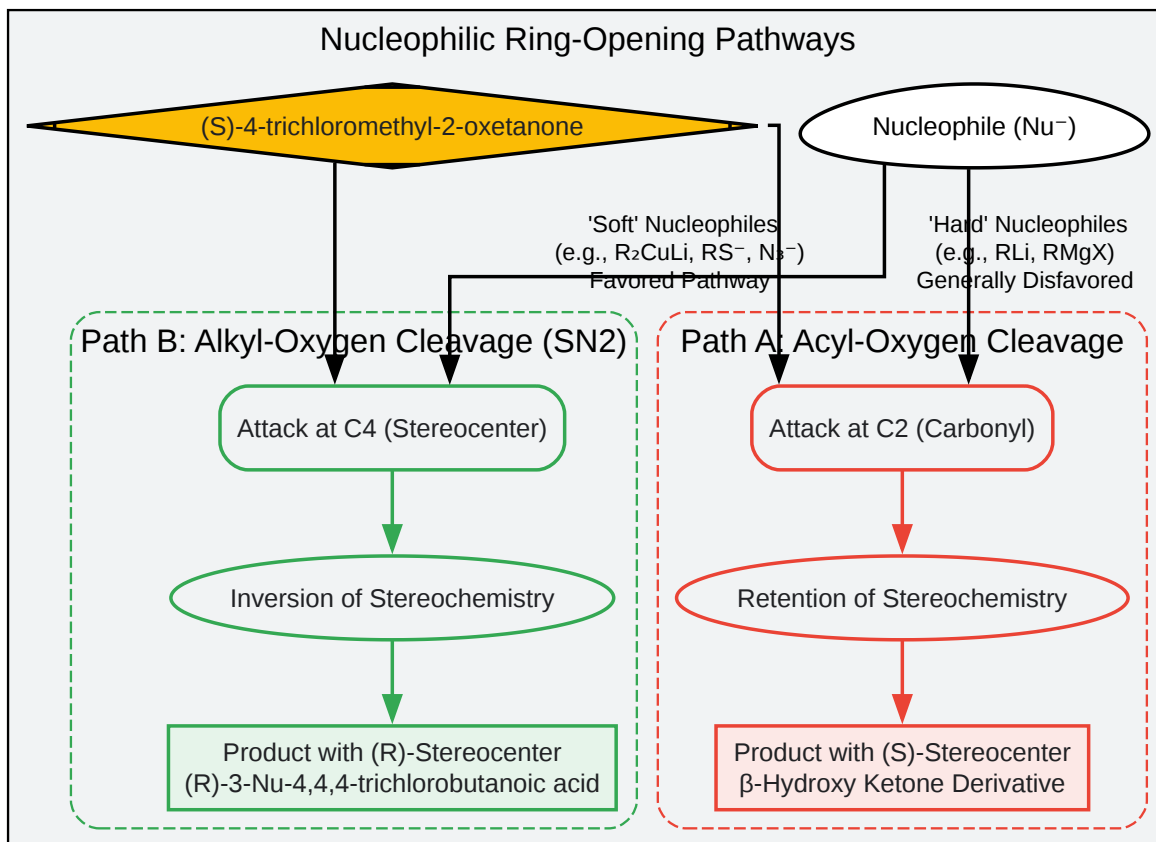 Nucleophilic Ring-Opening Pathways
(S)-4-trichloromethyl-2-oxetanone
Nucleophile (Nu⁻)
'Soft' Nucleophiles
(e.g., R₂CuLi, RS⁻, N₃⁻)
Favored Pathway
'Hard' Nucleophiles
(e.g., RLi, RMgX)
Generally Disfavored
Path B: Alkyl-Oxygen Cleavage (SN2)
Attack at C4 (Stereocenter)
Inversion of Stereochemistry
Product with (R)-Stereocenter
(R)-3-Nu-4,4,4-trichlorobutanoic acid
Path A: Acyl-Oxygen Cleavage
Attack at C2 (Carbonyl)
Retention of Stereochemistry
Product with (S)-Stereocenter
β-Hydroxy Ketone Derivative